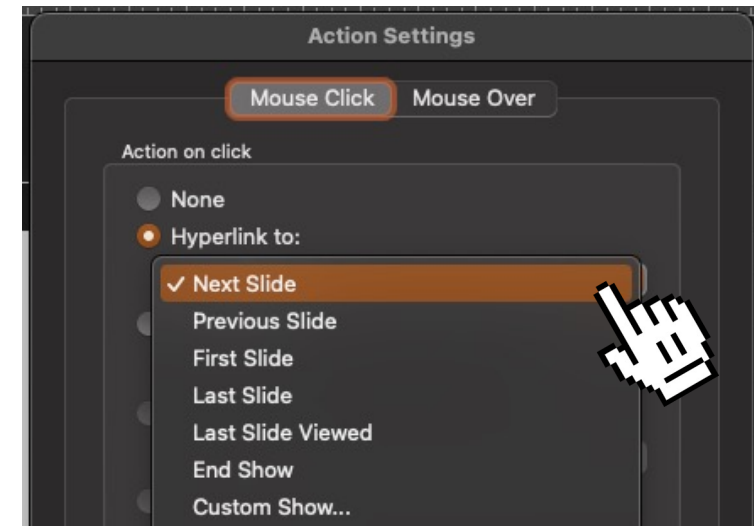 Action Settings
Mouse Click Mouse Over
Action on click
None
Hyperlink to:
✓ Next Slide
Previous Slide
First Slide
Last Slide
Last Slide Viewed
End Show
Custom Show...